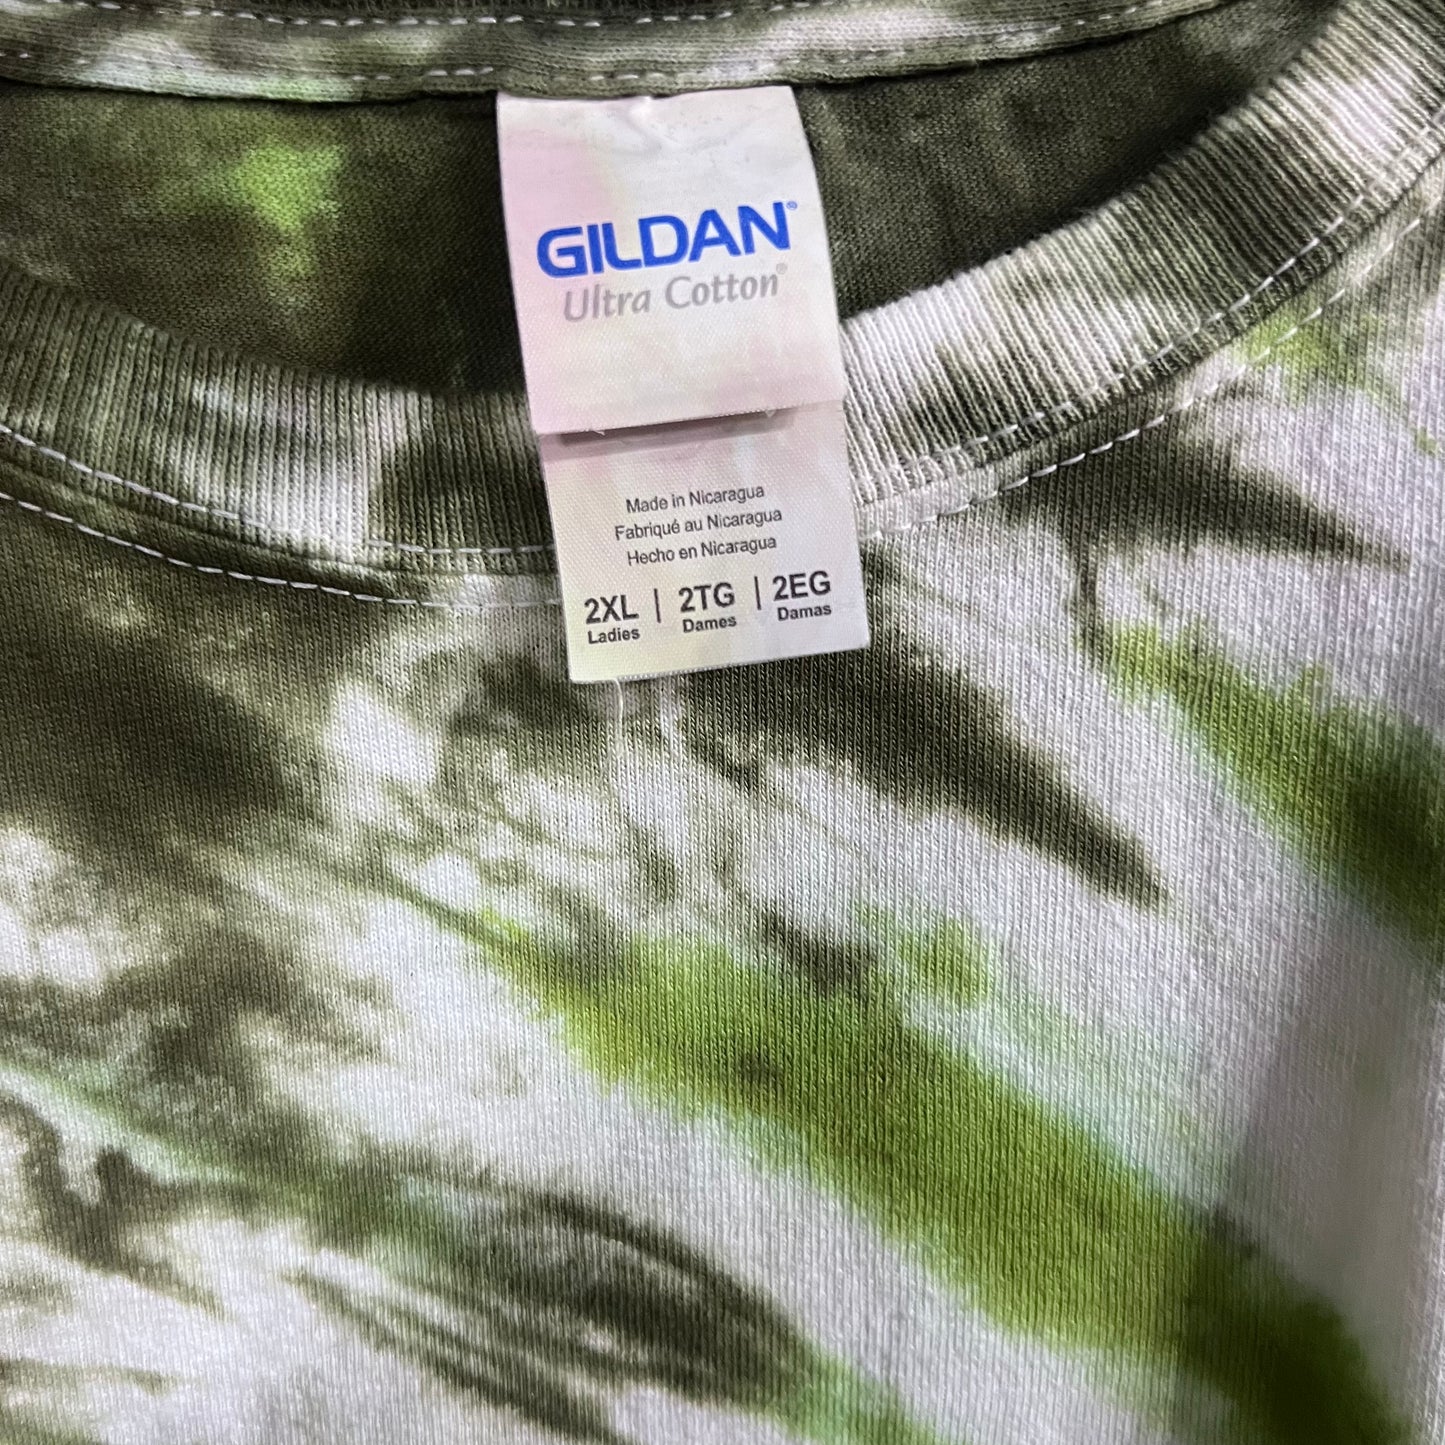 GILDAN®
Ultra Cotton®
Made in Nicaragua
Fabriqué au Nicaragua
Hecho en Nicaragua
2XL | 2TG | 2EG
Ladies Dames Damas